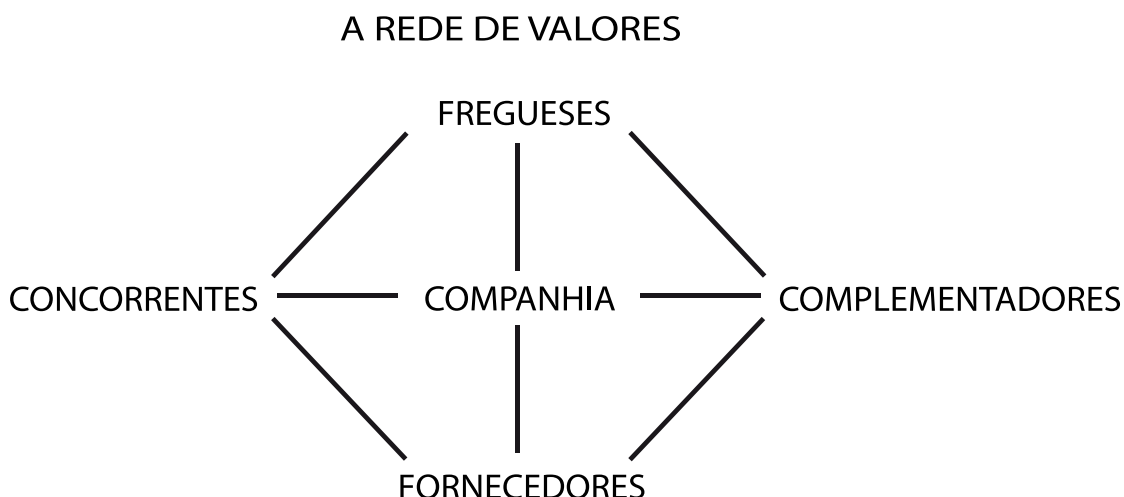 A REDE DE VALORES
FREGUESES
CONCORRENTES COMPANHIA COMPLEMENTADORES
FORNECEDORES